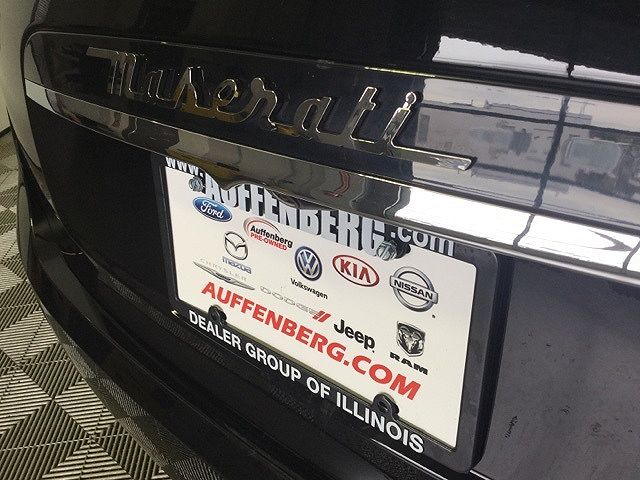 Maserati
www.AUFFENBERG.com
Ford
Auffenberg
PRE-OWNED
mazda
Volkswagen
KIA
NISSAN
CHRYSLER
DODGE
Jeep
RAM
AUFFENBERG.COM
DEALER GROUP OF ILLINOIS